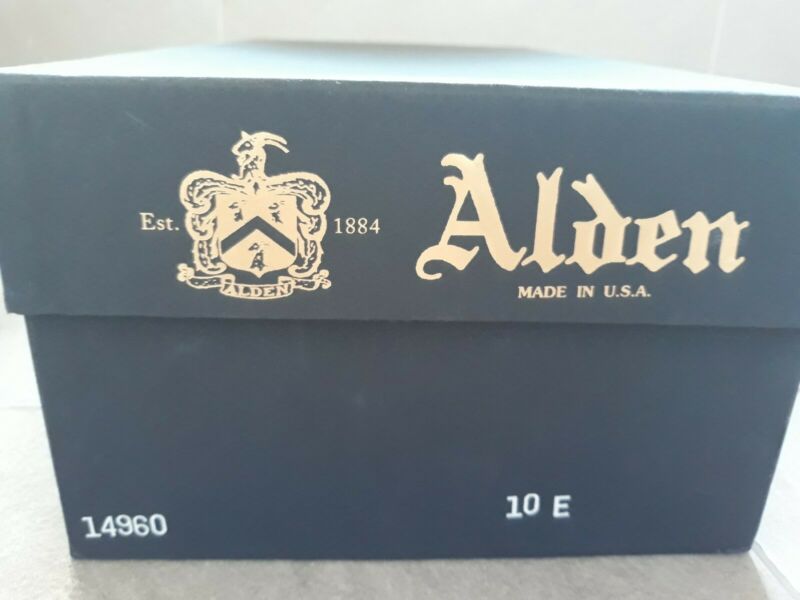 Est. 1884
ALDEN
Alden
MADE IN U.S.A.
14960
10 E